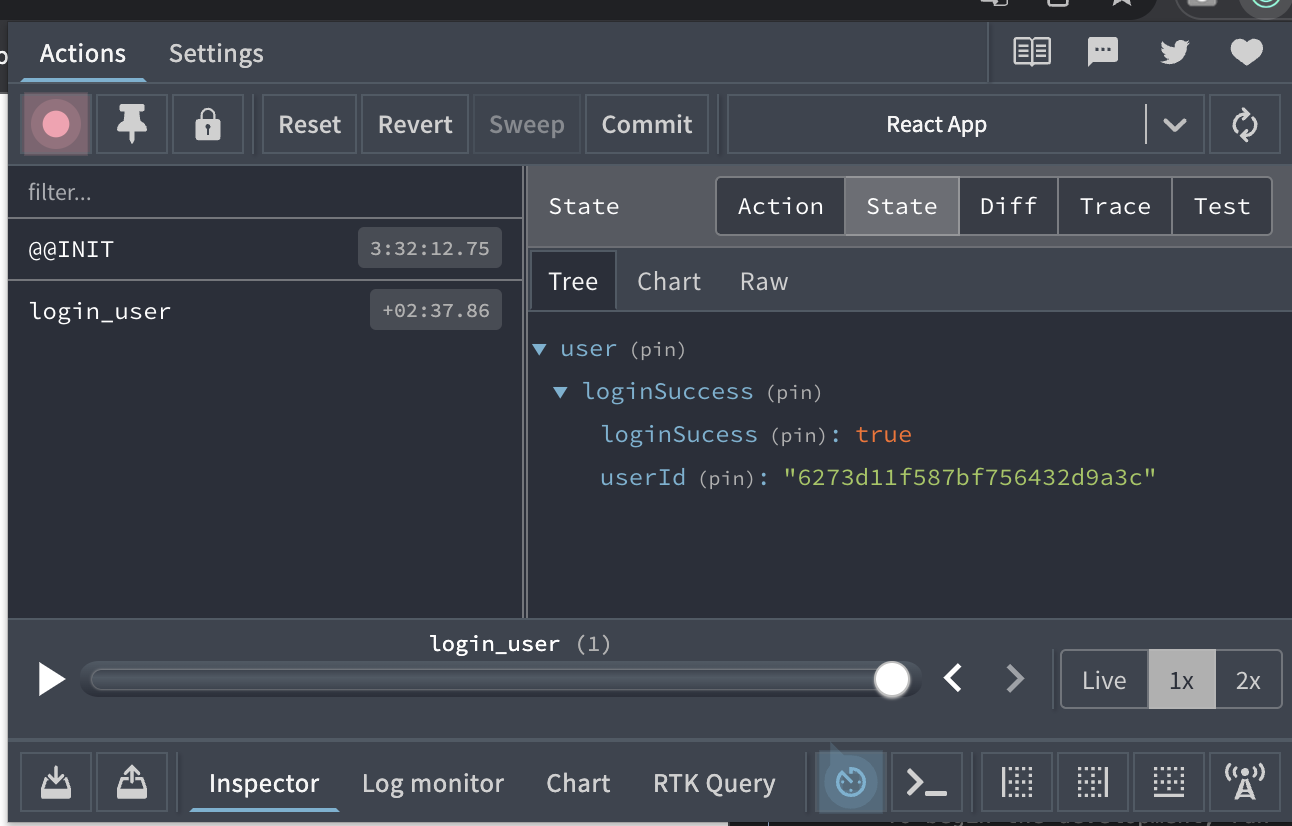 Actions Settings
Reset Revert Sweep Commit React App
filter... State Action State Diff Trace Test
@@INIT 3:32:12.75
Tree Chart Raw
login_user +02:37.86
user (pin)
loginSuccess (pin)
loginSucess (pin): true
userId (pin): "6273d11f587bf756432d9a3c"
login_user (1)
Live 1x 2x
Inspector Log monitor Chart RTK Query